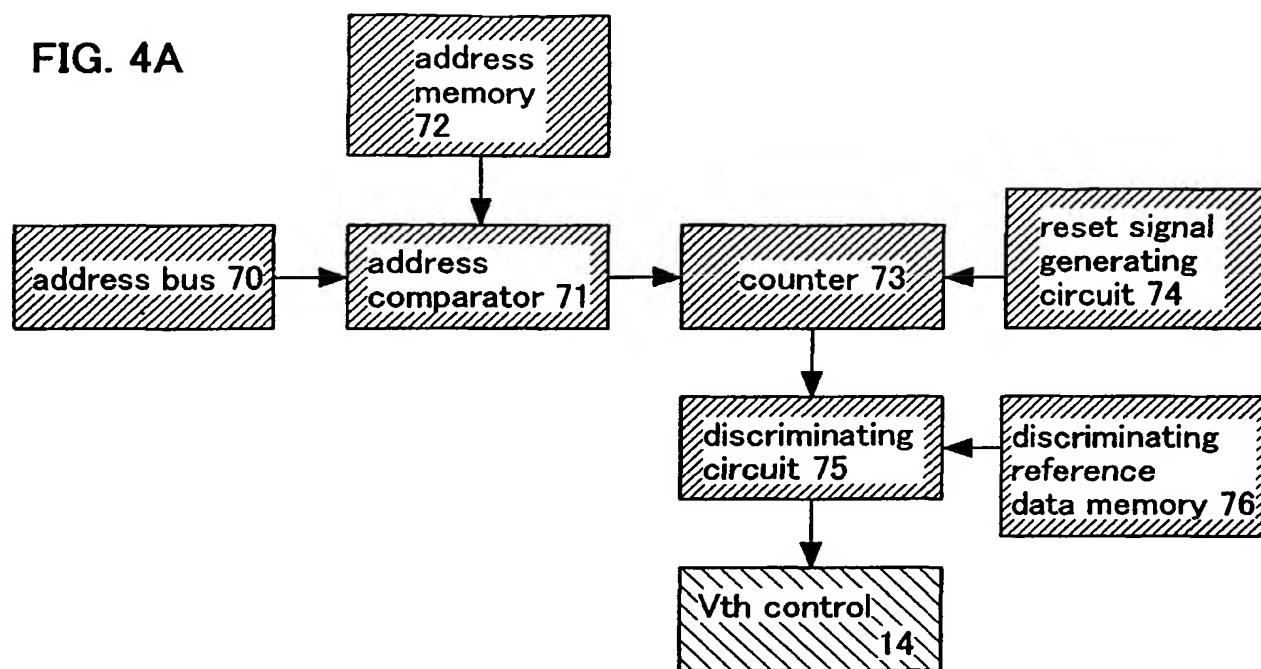 FIG. 4A
address
memory
72
address bus 70
address
comparator 71
counter 73
reset signal
generating
circuit 74
discriminating
circuit 75
discriminating
reference
data memory 76
Vth control
14